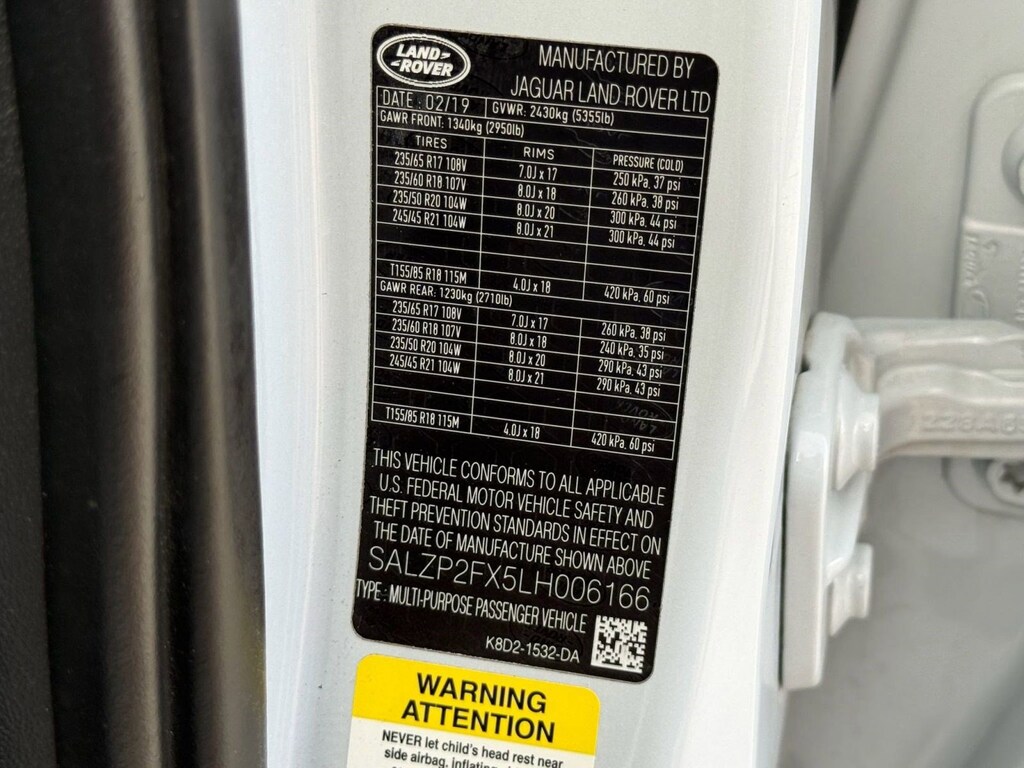 LAND
ROVER
MANUFACTURED BY
JAGUAR LAND ROVER LTD
DATE : 02/19 GVWR: 2430kg (5355lb)
GAWR FRONT: 1340kg (2950lb)
TIRES RIMS PRESSURE (COLD)
235/65 R17 108V 7.0J x 17 250 kPa, 37 psi
235/60 R18 107V 8.0J x 18 260 kPa, 38 psi
235/50 R20 104W 8.0J x 20 300 kPa, 44 psi
245/45 R21 104W 8.0J x 21 300 kPa, 44 psi
T155/85 R18 115M 4.0J x 18 420 kPa, 60 psi
GAWR REAR: 1230kg (2710lb)
235/65 R17 108V 7.0J x 17 260 kPa, 38 psi
235/60 R18 107V 8.0J x 18 240 kPa, 35 psi
235/50 R20 104W 8.0J x 20 290 kPa, 43 psi
245/45 R21 104W 8.0J x 21 290 kPa, 43 psi
T155/85 R18 115M 4.0J x 18 420 kPa, 60 psi
THIS VEHICLE CONFORMS TO ALL APPLICABLE
U.S. FEDERAL MOTOR VEHICLE SAFETY AND
THEFT PREVENTION STANDARDS IN EFFECT ON
THE DATE OF MANUFACTURE SHOWN ABOVE
SALZP2FX5LH006166
TYPE : MULTI-PURPOSE PASSENGER VEHICLE
K8D2-1532-DA
WARNING
ATTENTION
NEVER let child's head rest near
side airbag, inflating